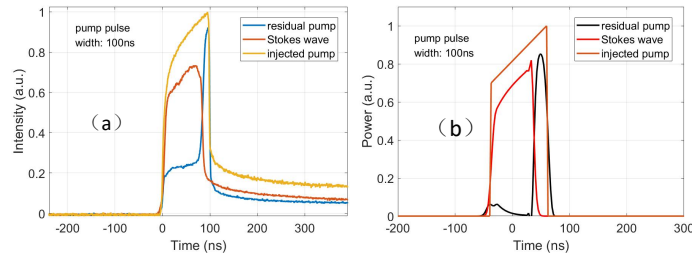 pump pulse
width: 100ns
residual pump
Stokes wave
injected pump
（a）
Intensity (a.u.)
1
0.8
0.6
0.4
0.2
0
-200
-100
0
100
200
300
Time (ns)
pump pulse
width: 100ns
residual pump
Stokes wave
injected pump
（b）
Power (a.u.)
1
0.8
0.6
0.4
0.2
0
-200
-100
0
100
200
300
Time (ns)